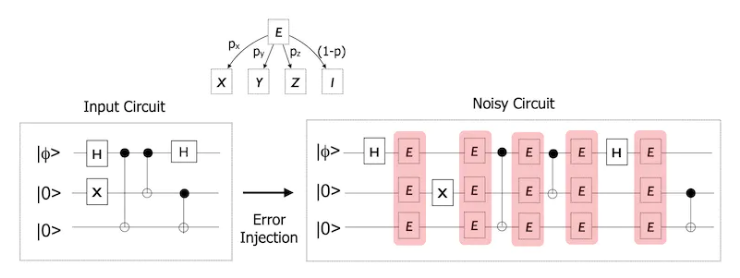 E
px py pz (1-p)
X Y Z I
Input Circuit
Noisy Circuit
|ϕ> H H
|0> X
|0>
Error
Injection
|ϕ> H E E E E H E
|0> E X E E E E
|0> E E E E E